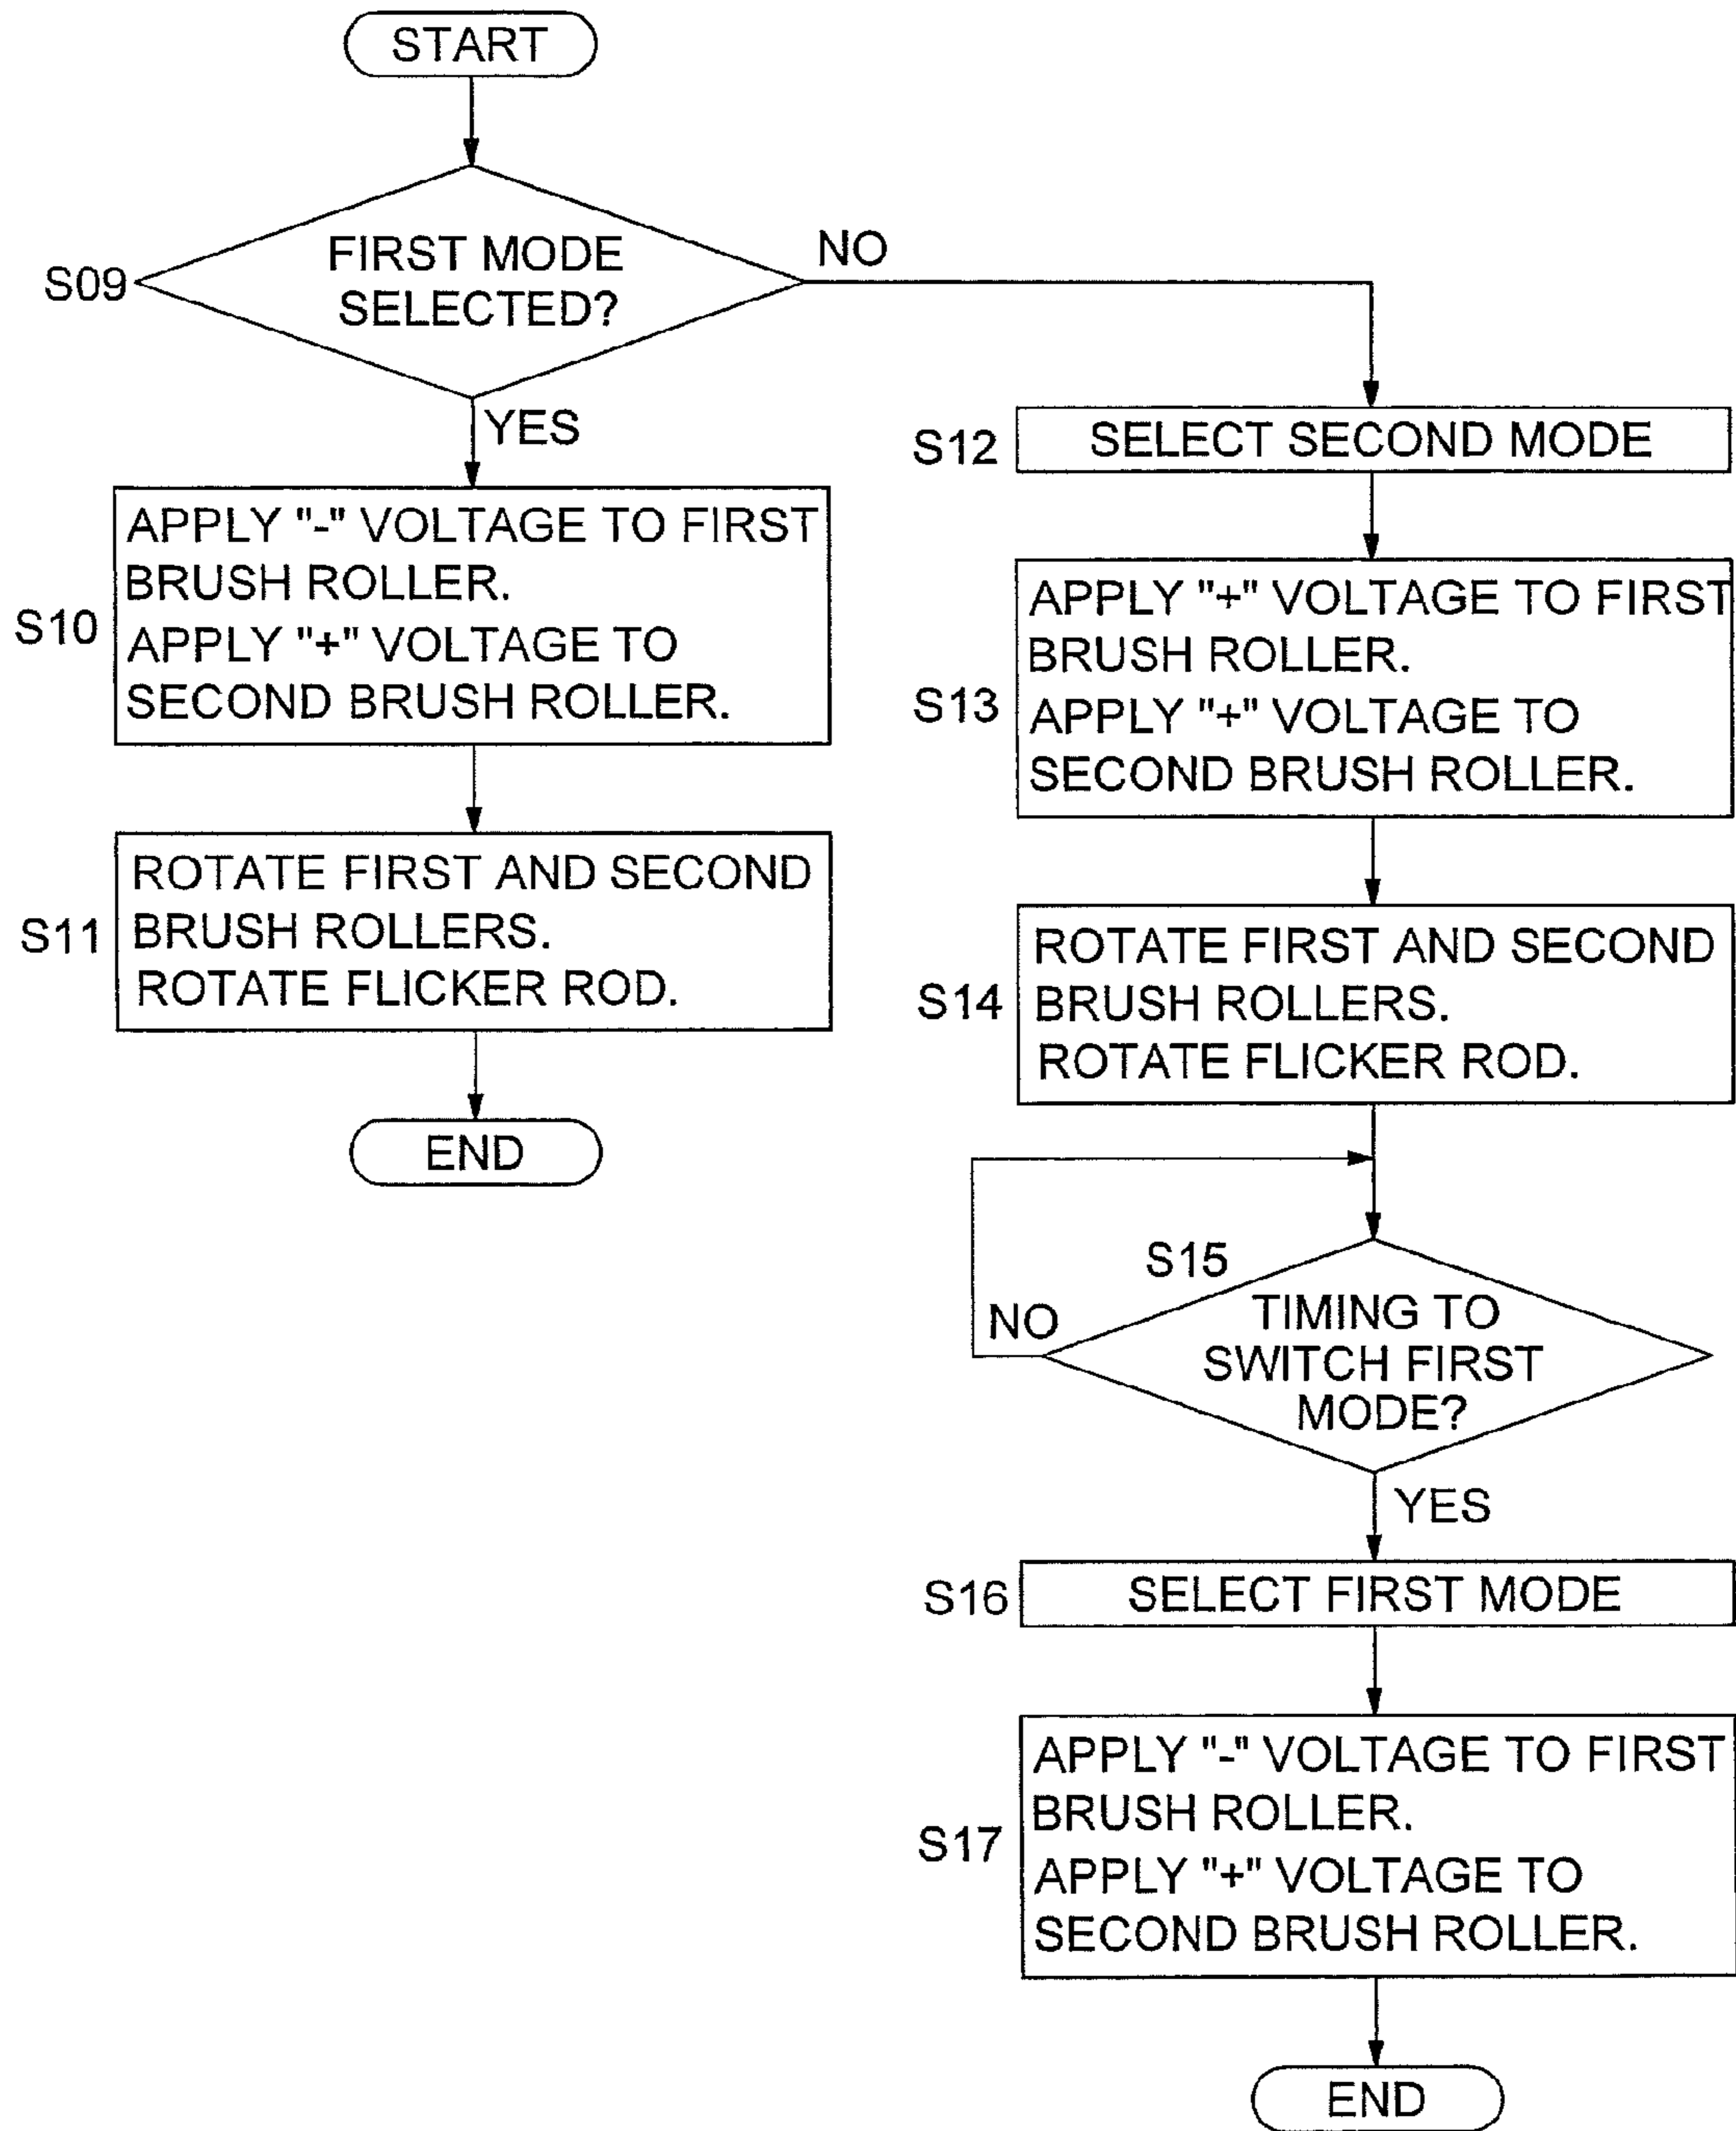 START
S09
FIRST MODE
SELECTED?
NO
YES
S10
APPLY "-" VOLTAGE TO FIRST
BRUSH ROLLER.
APPLY "+" VOLTAGE TO
SECOND BRUSH ROLLER.
S11
ROTATE FIRST AND SECOND
BRUSH ROLLERS.
ROTATE FLICKER ROD.
END
S12
SELECT SECOND MODE
S13
APPLY "+" VOLTAGE TO FIRST
BRUSH ROLLER.
APPLY "+" VOLTAGE TO
SECOND BRUSH ROLLER.
S14
ROTATE FIRST AND SECOND
BRUSH ROLLERS.
ROTATE FLICKER ROD.
S15
NO
TIMING TO
SWITCH FIRST
MODE?
YES
S16
SELECT FIRST MODE
S17
APPLY "-" VOLTAGE TO FIRST
BRUSH ROLLER.
APPLY "+" VOLTAGE TO
SECOND BRUSH ROLLER.
END